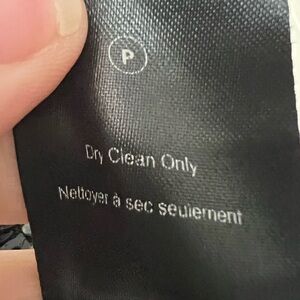 P
Dry Clean Only
Nettoyer à sec seulement